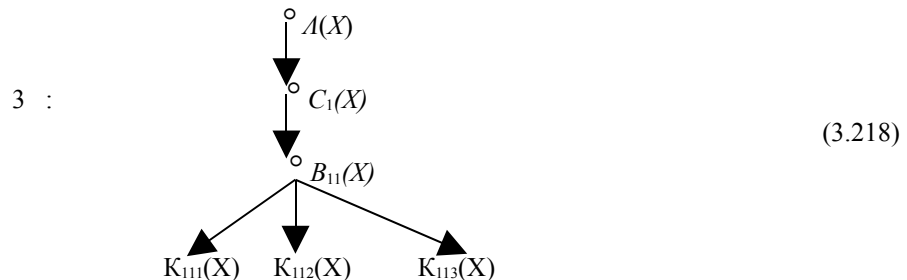 Λ(X)
3 : C₁(X)
(3.218)
B₁₁(X)
K₁₁₁(X) K₁₁₂(X) K₁₁₃(X)